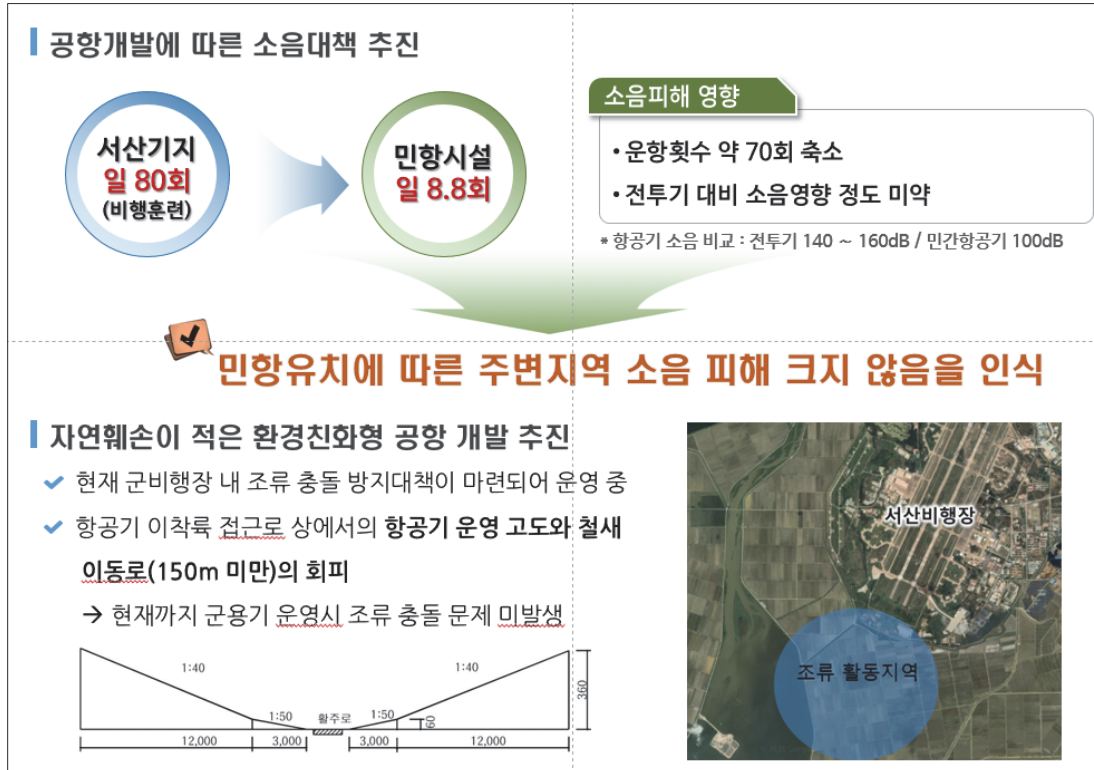 공항개발에 따른 소음대책 추진
서산기지
일 80회
(비행훈련)
민항시설
일 8.8회
소음피해 영향
• 운항횟수 약 70회 축소
• 전투기 대비 소음영향 정도 미약
* 항공기 소음 비교 : 전투기 140 ~ 160dB / 민간항공기 100dB
민항유치에 따른 주변지역 소음 피해 크지 않음을 인식
자연훼손이 적은 환경친화형 공항 개발 추진
✔ 현재 군비행장 내 조류 충돌 방지대책이 마련되어 운영 중
✔ 항공기 이착륙 접근로 상에서의 항공기 운영 고도와 철새
이동로(150m 미만)의 회피
→ 현재까지 군용기 운영시 조류 충돌 문제 미발생
1:40
1:50
활주로
1:50
1:40
60
360
12,000
3,000
3,000
12,000
서산비행장
조류 활동지역